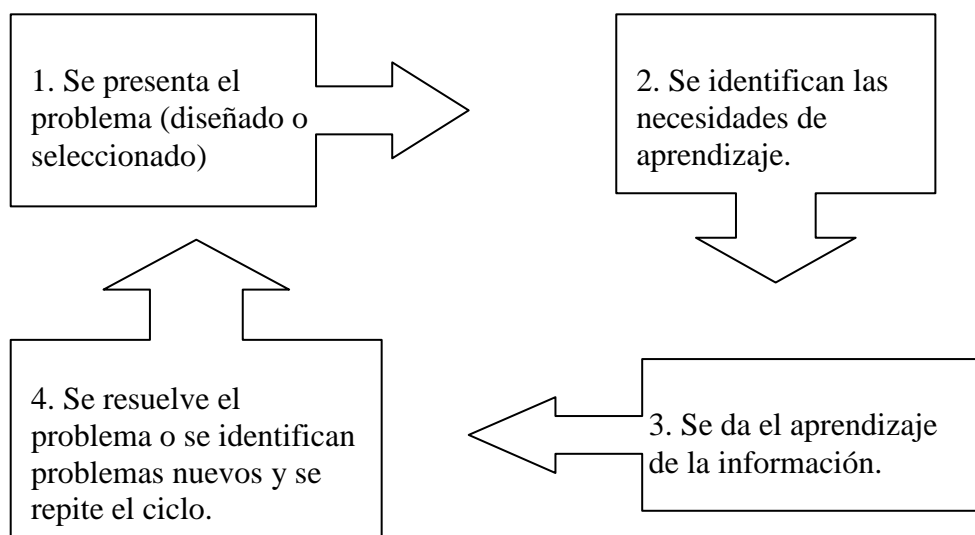 1. Se presenta el
problema (diseñado o
seleccionado)
2. Se identifican las
necesidades de
aprendizaje.
3. Se da el aprendizaje
de la información.
4. Se resuelve el
problema o se identifican
problemas nuevos y se
repite el ciclo.